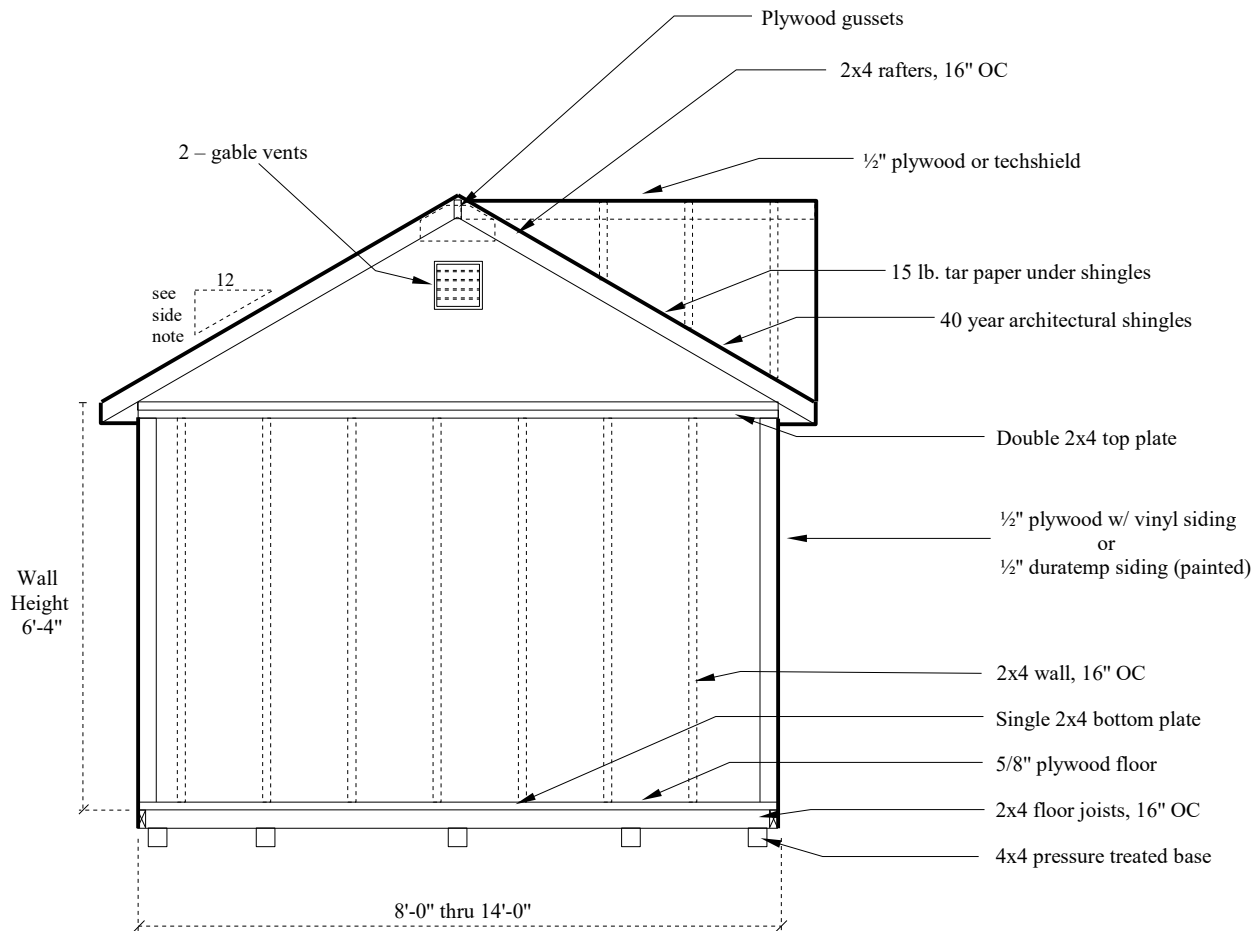 Plywood gussets
2x4 rafters, 16" OC
2 – gable vents
½" plywood or techshield
12
see
side
note
15 lb. tar paper under shingles
40 year architectural shingles
Double 2x4 top plate
½" plywood w/ vinyl siding
or
½" duratemp siding (painted)
Wall
Height
6'-4"
2x4 wall, 16" OC
Single 2x4 bottom plate
5/8" plywood floor
2x4 floor joists, 16" OC
4x4 pressure treated base
8'-0" thru 14'-0"